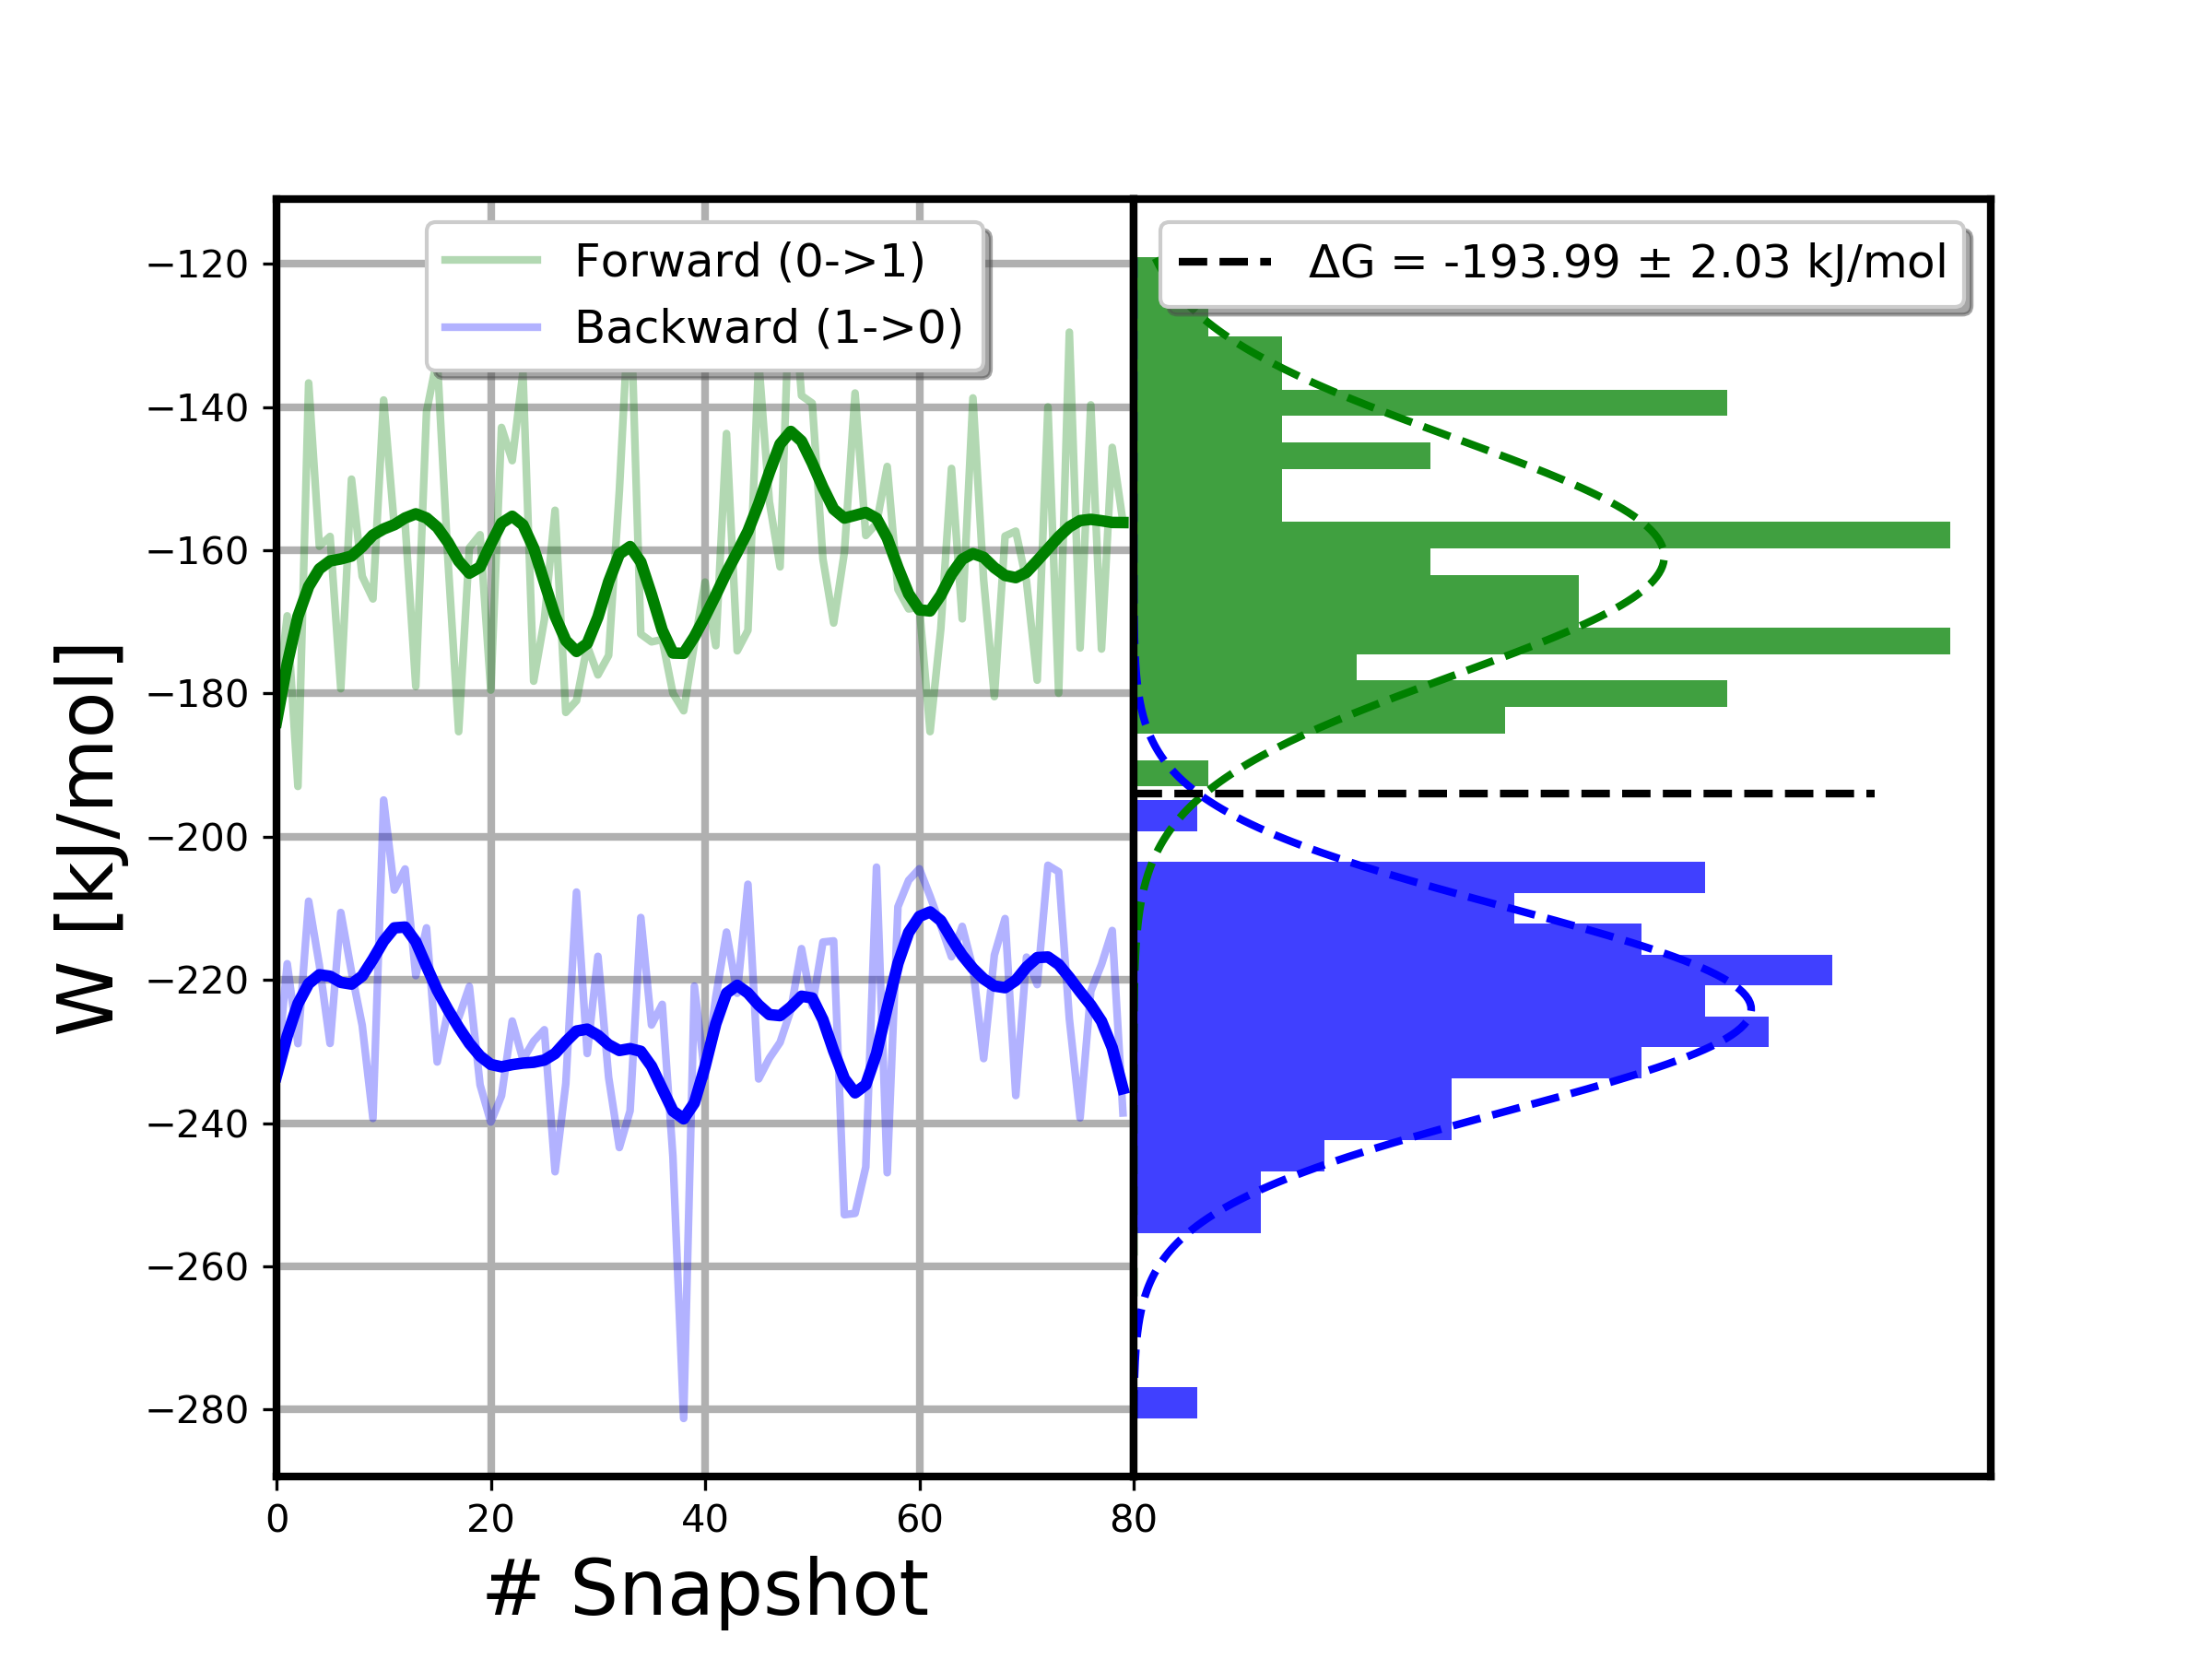 Forward (0->1)
Backward (1->0)
ΔG = -193.99 ± 2.03 kJ/mol
W [kJ/mol]
−120
−140
−160
−180
−200
−220
−240
−260
−280
0 20 40 60 80
# Snapshot